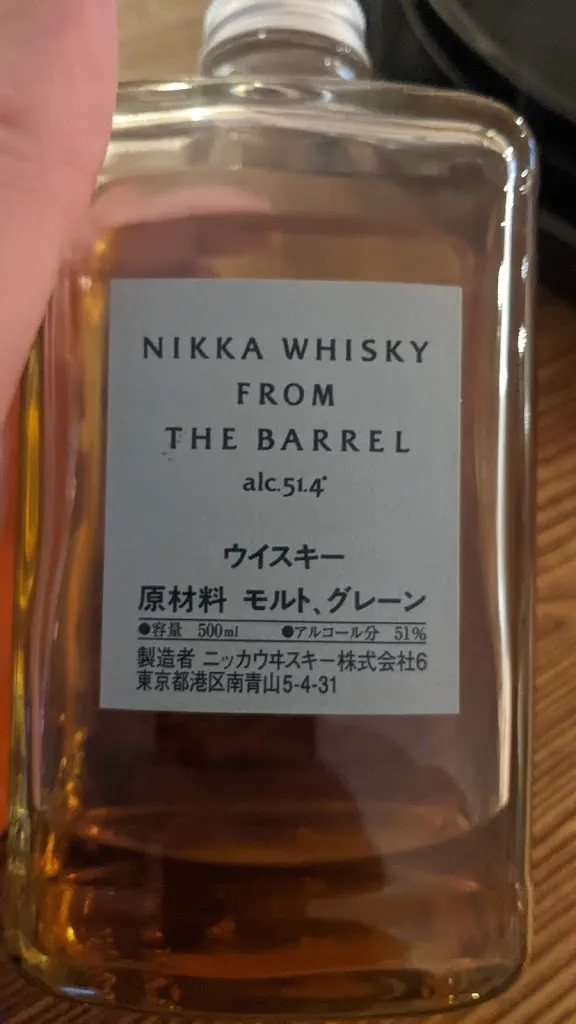 NIKKA WHISKY
FROM
THE BARREL
alc.51.4°
ウイスキー
原材料 モルト、グレーン
●容量 500ml ●アルコール分 51%
製造者 ニッカウヰスキー株式会社6
東京都港区南青山5-4-31